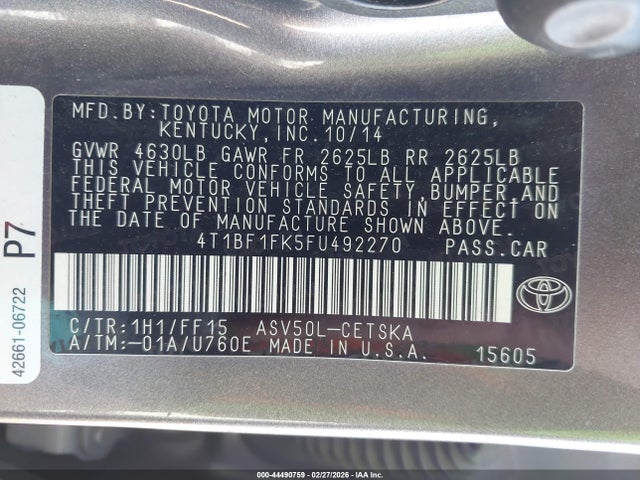 MFD.BY:TOYOTA MOTOR MANUFACTURING,
KENTUCKY,INC.10/14
GVWR 4630LB GAWR FR 2625LB RR 2625LB
THIS VEHICLE CONFORMS TO ALL APPLICABLE
FEDERAL MOTOR VEHICLE SAFETY, BUMPER,AND
THEFT PREVENTION STANDARDS IN EFFECT ON
THE DATE OF MANUFACTURE SHOWN ABOVE.
4T1BF1FK5FU492270 PASS.CAR
C/TR:1H1/FF15 ASV50L-CETSKA
A/TM:-01A/U760E MADE IN U.S.A. 15605
P7
42661-06722
000-44490759 | 02/27/2026 - IAA Inc.